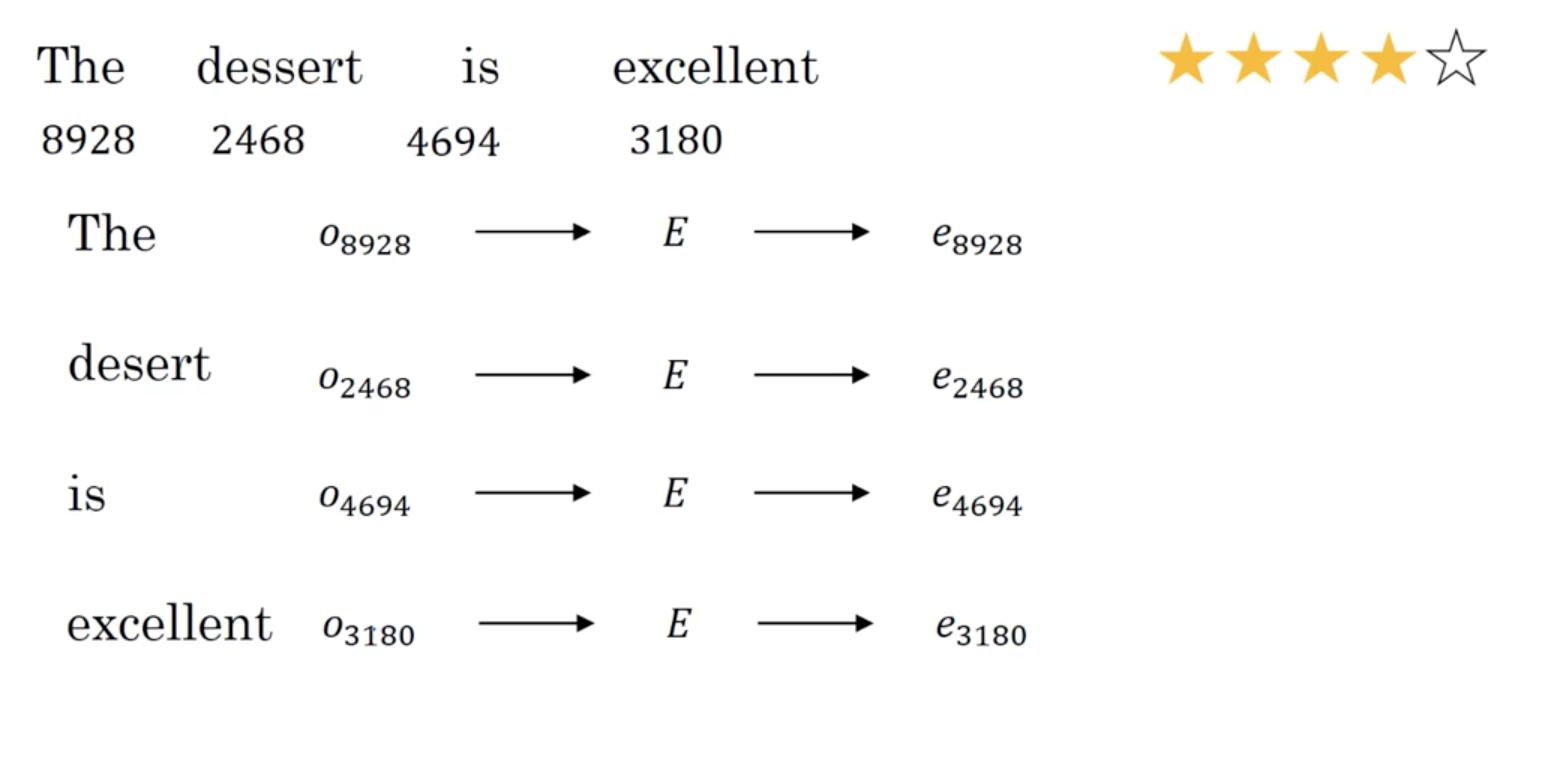 The dessert is excellent
8928 2468 4694 3180
The o8928 E e8928
desert o2468 E e2468
is o4694 E e4694
excellent o3180 E e3180